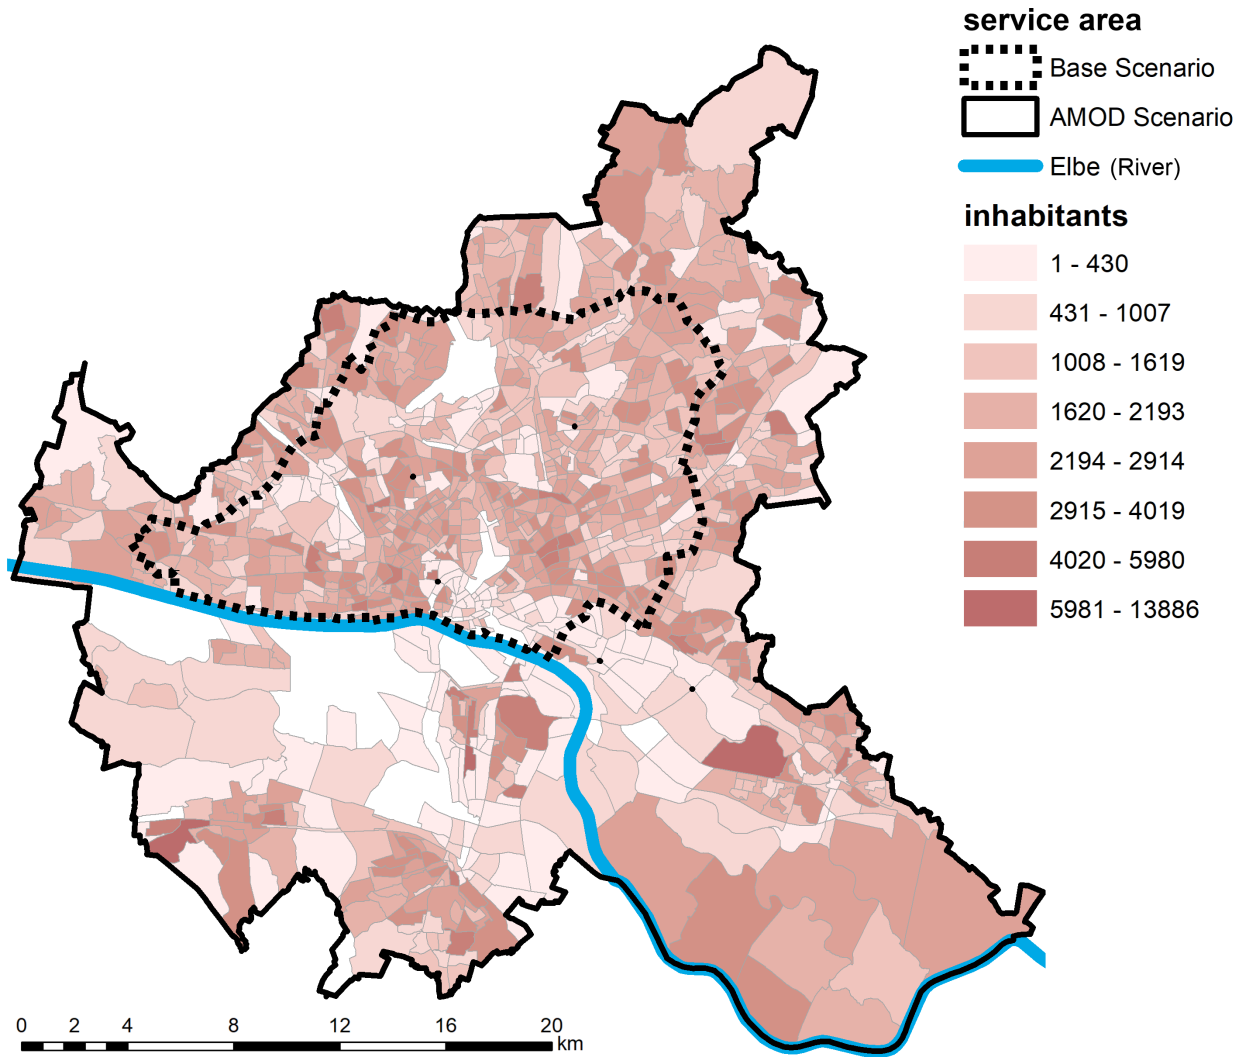 service area
Base Scenario
AMOD Scenario
Elbe (River)
inhabitants
1 - 430
431 - 1007
1008 - 1619
1620 - 2193
2194 - 2914
2915 - 4019
4020 - 5980
5981 - 13886
0 2 4 8 12 16 20
km